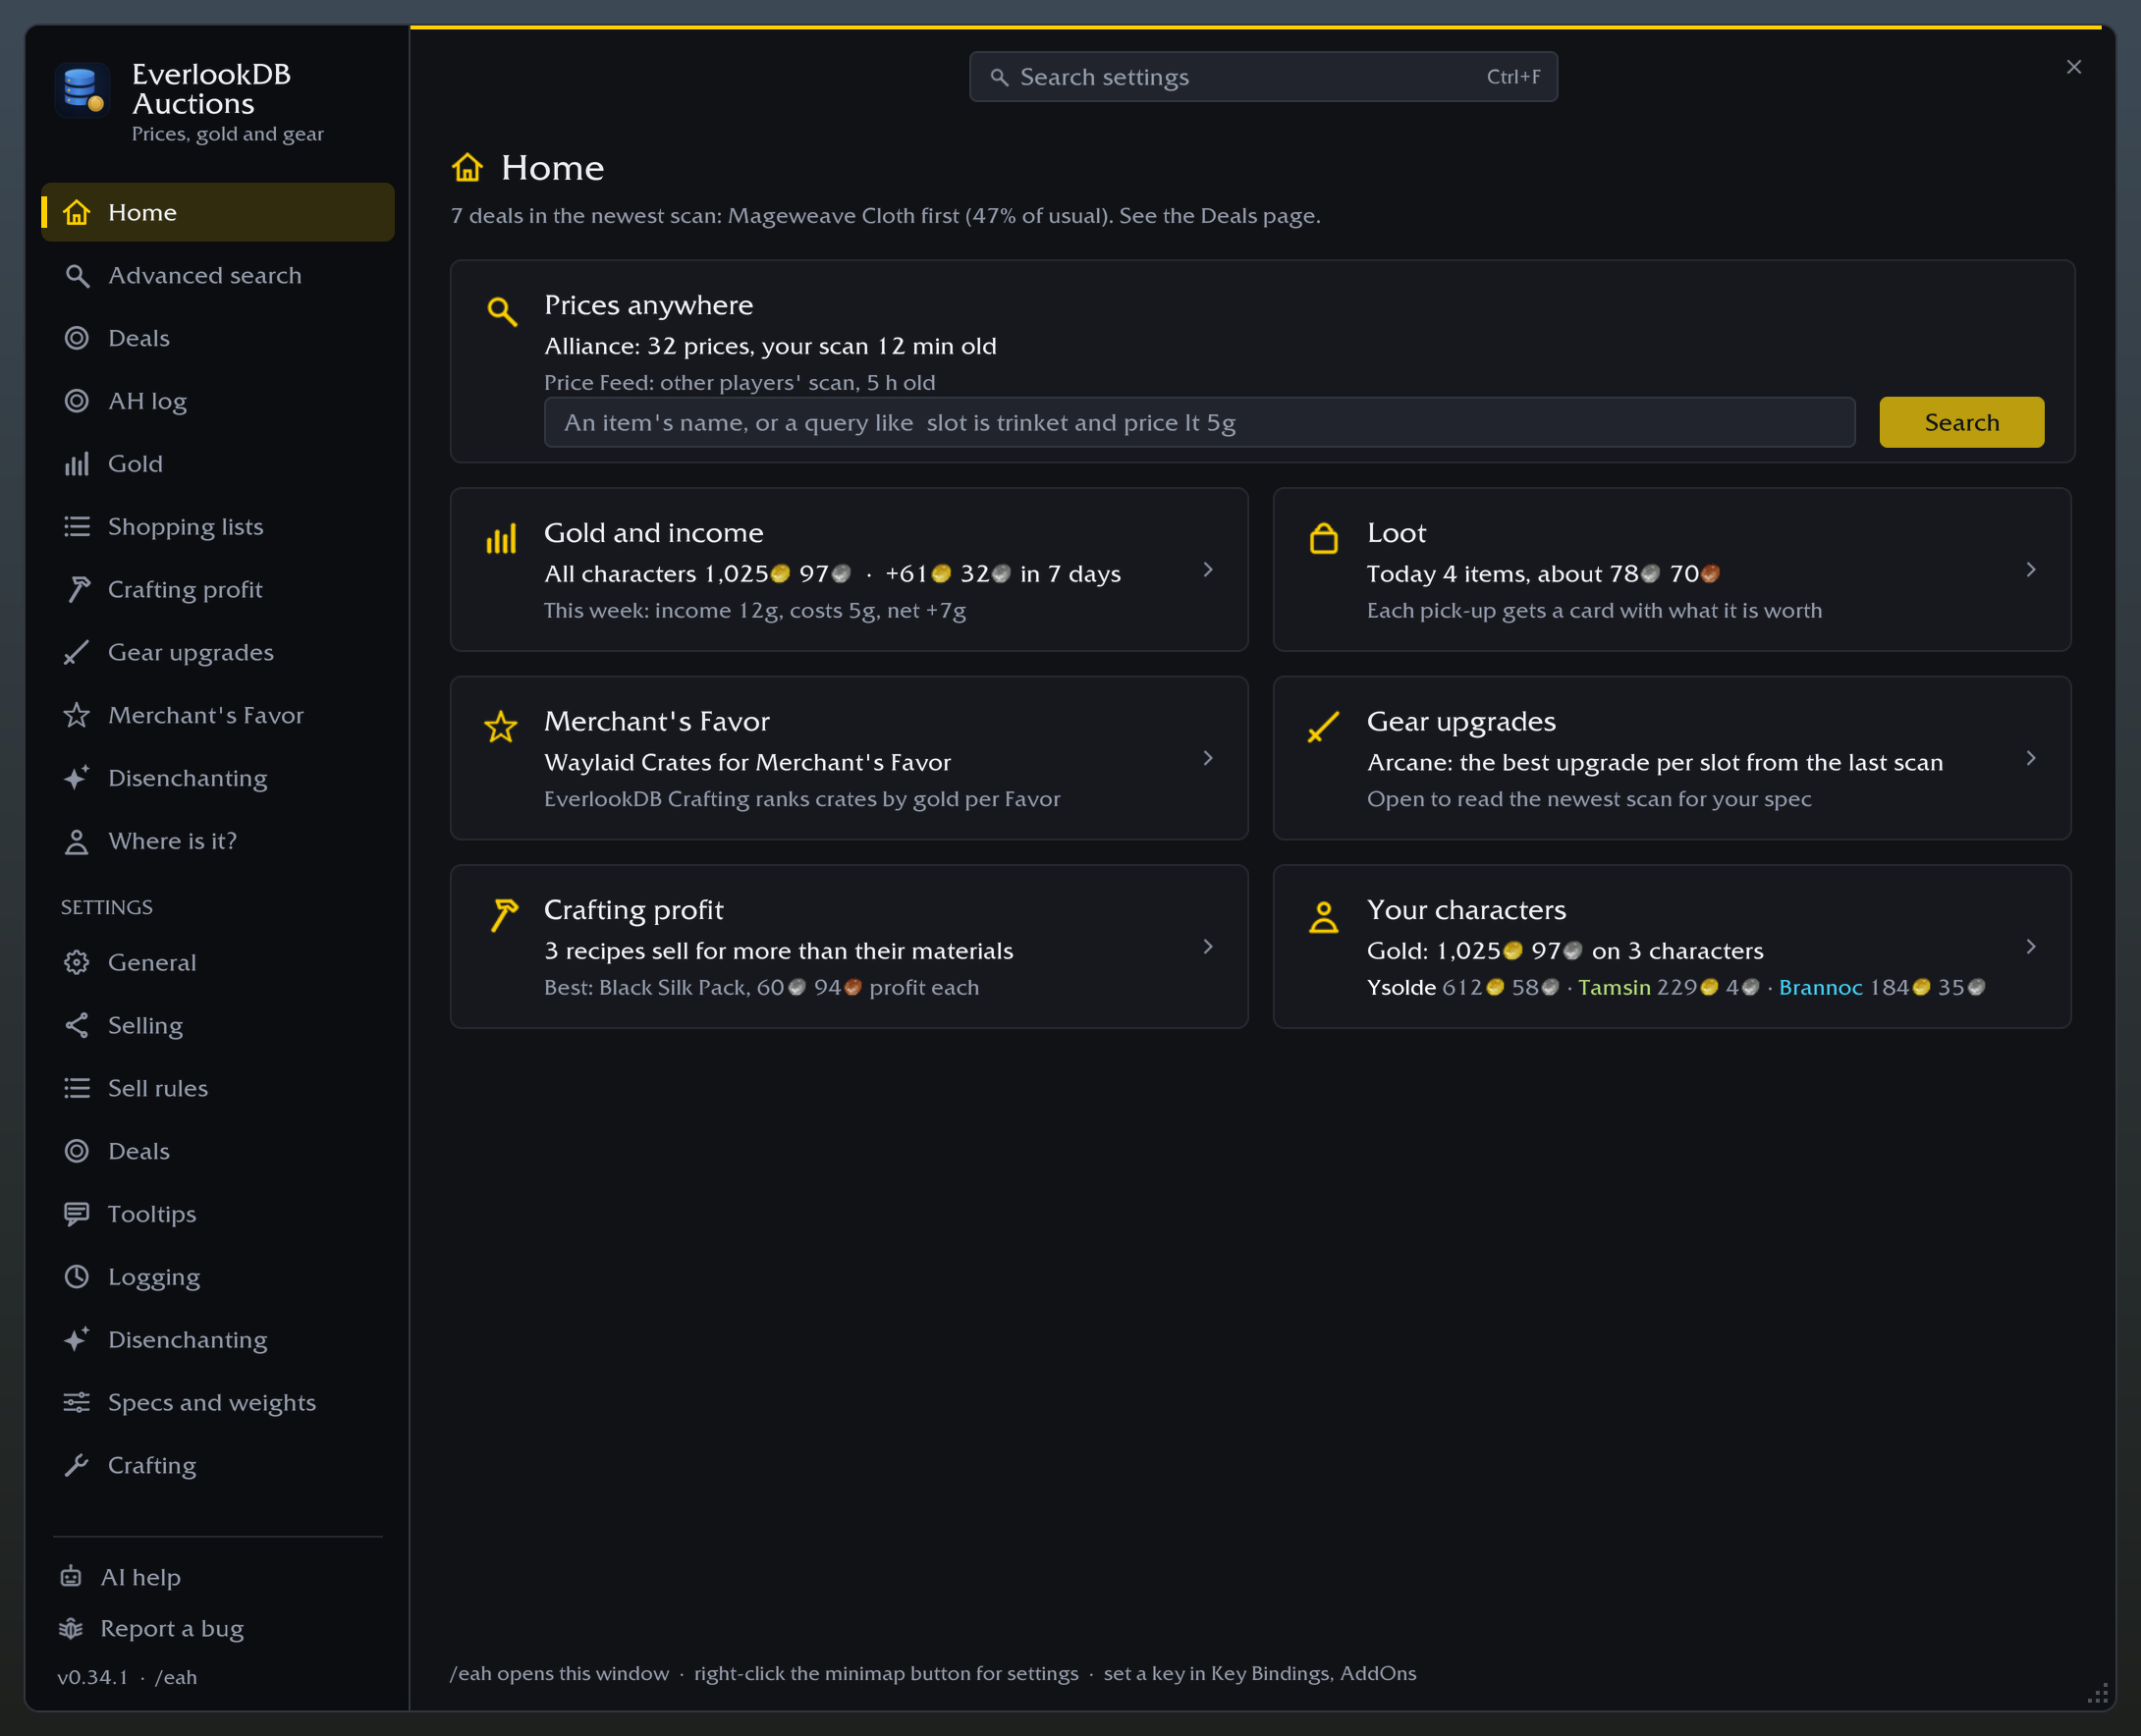 EverlookDB
Auctions
Prices, gold and gear
Home
Advanced search
Deals
AH log
Gold
Shopping lists
Crafting profit
Gear upgrades
Merchant's Favor
Disenchanting
Where is it?
SETTINGS
General
Selling
Sell rules
Deals
Tooltips
Logging
Disenchanting
Specs and weights
Crafting
AI help
Report a bug
v0.34.1 · /eah
Search settings Ctrl+F
Home
7 deals in the newest scan: Mageweave Cloth first (47% of usual). See the Deals page.
Prices anywhere
Alliance: 32 prices, your scan 12 min old
Price Feed: other players' scan, 5 h old
An item's name, or a query like slot is trinket and price lt 5g
Search
Gold and income
All characters 1,025 97 · +61 32 in 7 days
This week: income 12g, costs 5g, net +7g
Loot
Today 4 items, about 78 70
Each pick-up gets a card with what it is worth
Merchant's Favor
Waylaid Crates for Merchant's Favor
EverlookDB Crafting ranks crates by gold per Favor
Gear upgrades
Arcane: the best upgrade per slot from the last scan
Open to read the newest scan for your spec
Crafting profit
3 recipes sell for more than their materials
Best: Black Silk Pack, 60 94 profit each
Your characters
Gold: 1,025 97 on 3 characters
Ysolde 612 58 · Tamsin 229 4 · Brannoc 184 35
/eah opens this window · right-click the minimap button for settings · set a key in Key Bindings, AddOns